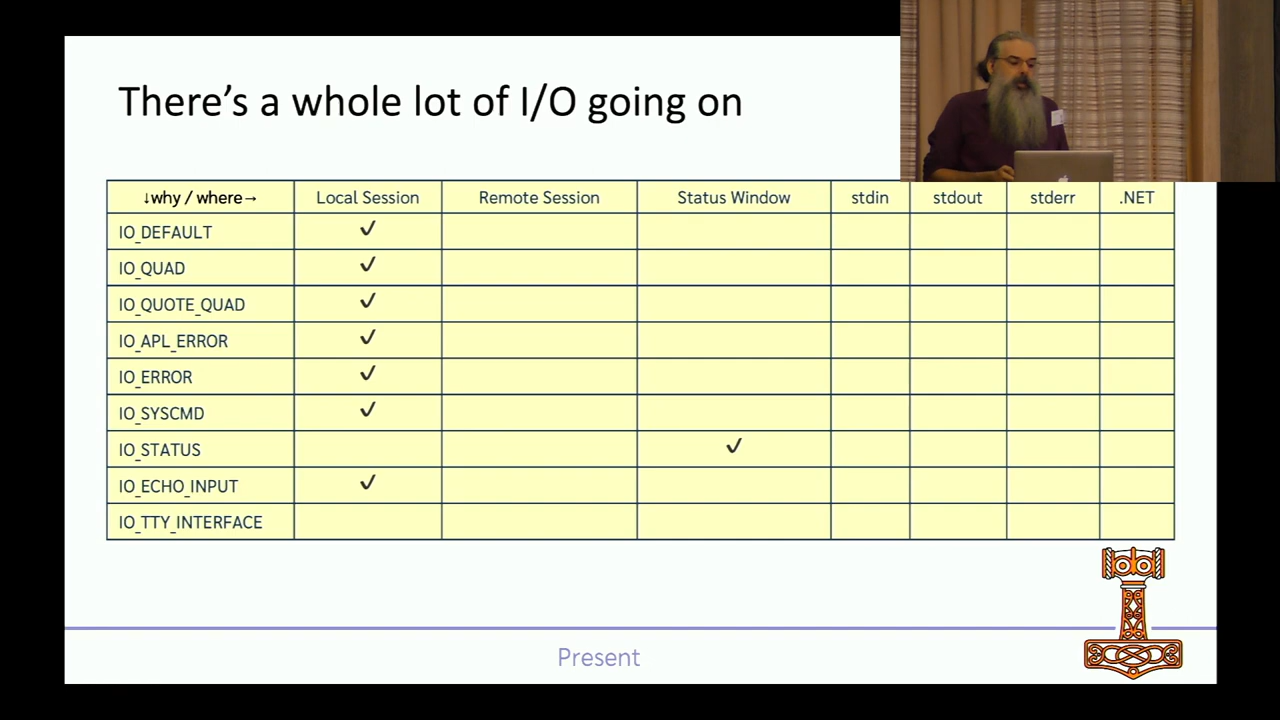 There's a whole lot of I/O going on
↓why / where→ Local Session Remote Session Status Window stdin stdout stderr .NET
IO_DEFAULT ✓
IO_QUAD ✓
IO_QUOTE_QUAD ✓
IO_APL_ERROR ✓
IO_ERROR ✓
IO_SYSCMD ✓
IO_STATUS ✓
IO_ECHO_INPUT ✓
IO_TTY_INTERFACE
Present